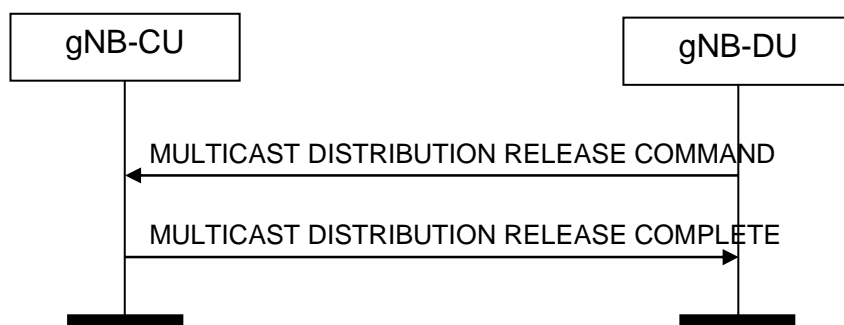 gNB-CU
gNB-DU
MULTICAST DISTRIBUTION RELEASE COMMAND
MULTICAST DISTRIBUTION RELEASE COMPLETE